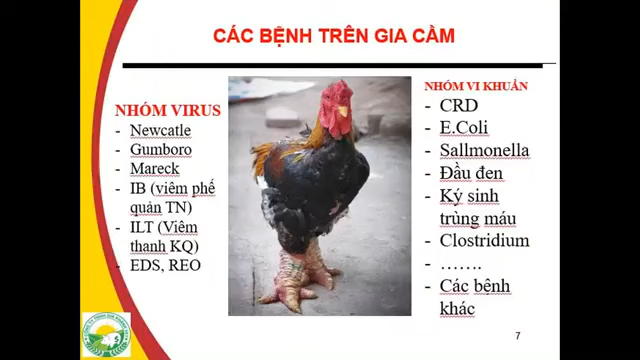 CÁC BỆNH TRÊN GIA CẦM
NHÓM VIRUS
- Newcatle
- Gumboro
- Mareck
- IB (viêm phế
quản TN)
- ILT (Viêm
thanh KQ)
- EDS, REO
NHÓM VI KHUẨN
- CRD
- E.Coli
- Sallmonella
- Đầu đen
- Ký sinh
trùng máu
- Clostridium
- …….
- Các bệnh
khác
7